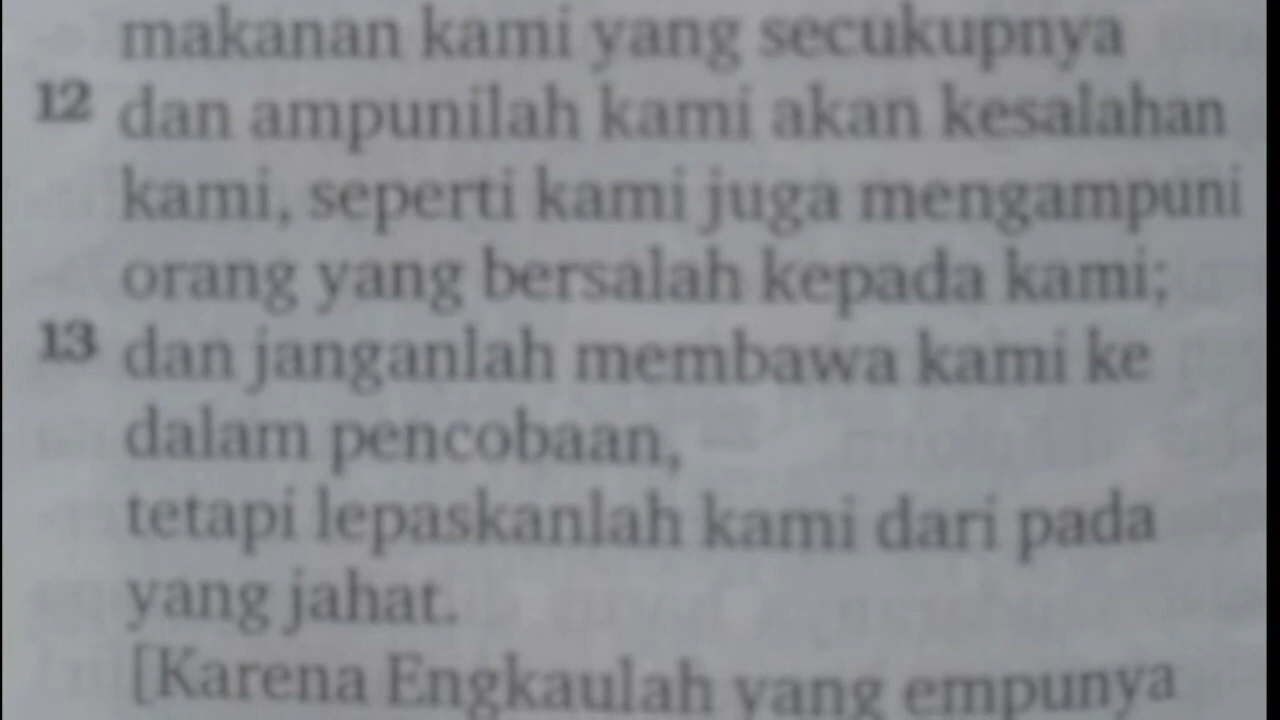 makanan kami yang secukupnya
12 dan ampunilah kami akan kesalahan
kami, seperti kami juga mengampuni
orang yang bersalah kepada kami;
13 dan janganlah membawa kami ke
dalam pencobaan,
tetapi lepaskanlah kami dari pada
yang jahat.
[Karena Engkaulah yang empunya